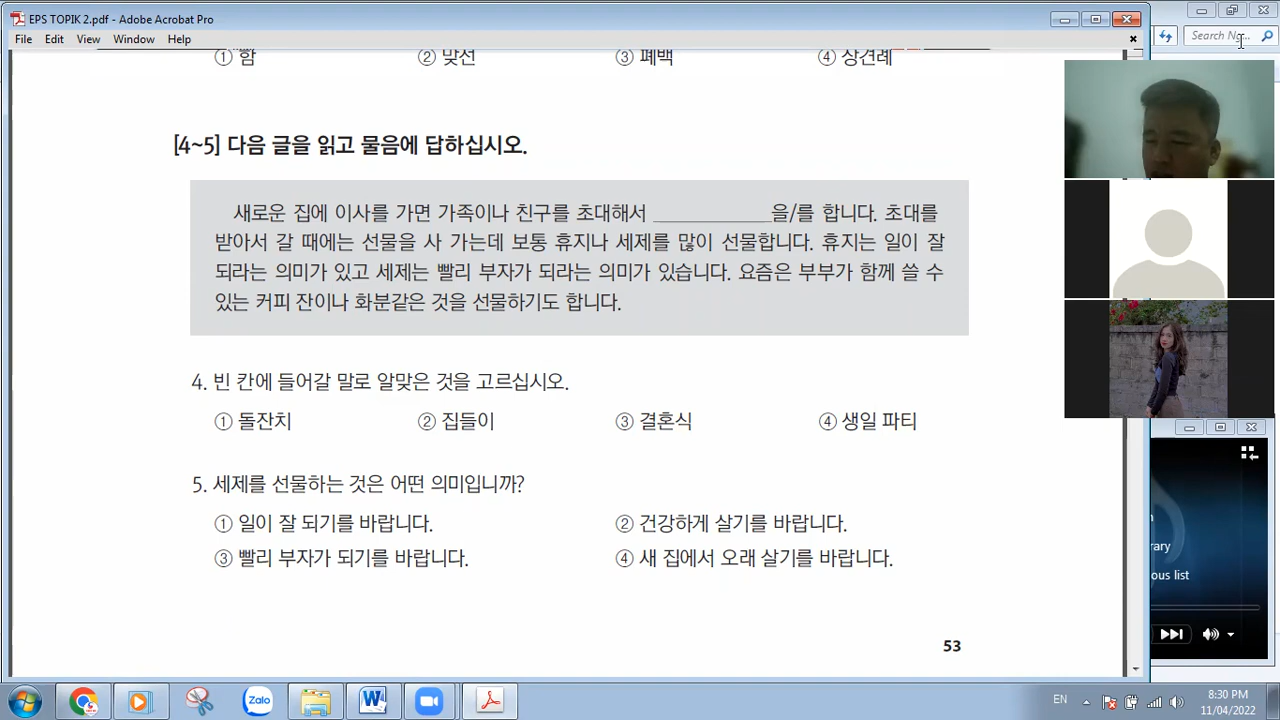 EPS TOPIK 2.pdf - Adobe Acrobat Pro
File Edit View Window Help
Search
① 함 ② 맞선 ③ 폐백 ④ 상견례
[4~5] 다음 글을 읽고 물음에 답하십시오.
새로운 집에 이사를 가면 가족이나 친구를 초대해서 ____________을/를 합니다. 초대를
받아서 갈 때에는 선물을 사 가는데 보통 휴지나 세제를 많이 선물합니다. 휴지는 일이 잘
되라는 의미가 있고 세제는 빨리 부자가 되라는 의미가 있습니다. 요즘은 부부가 함께 쓸 수
있는 커피 잔이나 화분같은 것을 선물하기도 합니다.
4. 빈 칸에 들어갈 말로 알맞은 것을 고르십시오.
① 돌잔치 ② 집들이 ③ 결혼식 ④ 생일 파티
5. 세제를 선물하는 것은 어떤 의미입니까?
① 일이 잘 되기를 바랍니다. ② 건강하게 살기를 바랍니다.
③ 빨리 부자가 되기를 바랍니다. ④ 새 집에서 오래 살기를 바랍니다.
53
rary
ous list
Zalo
EN
8:30 PM
11/04/2022